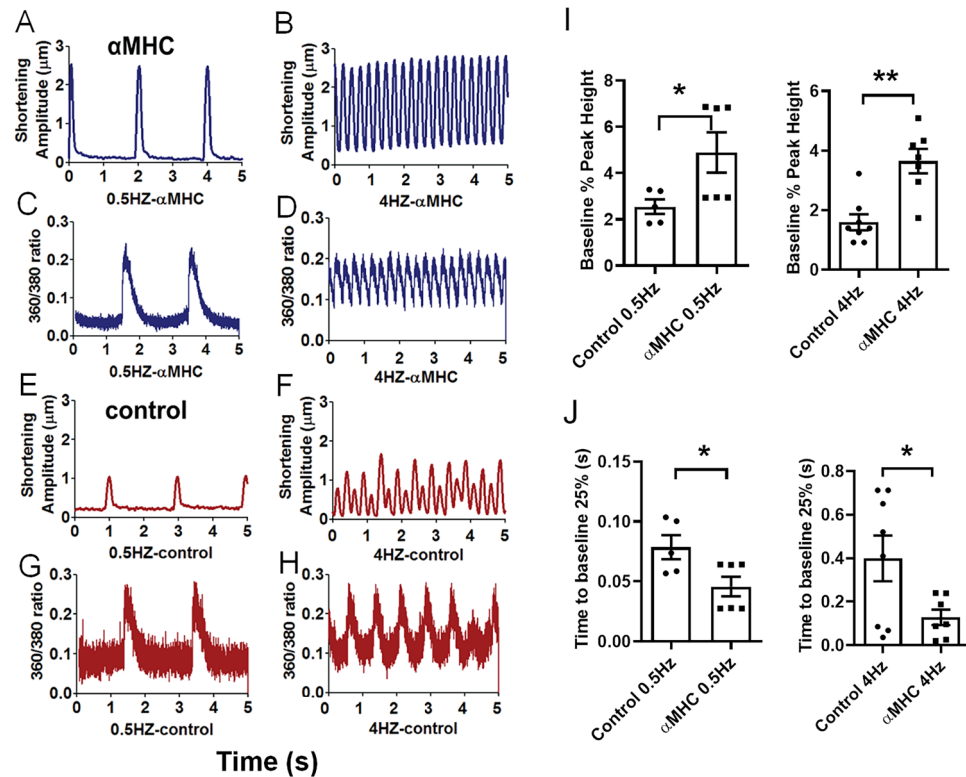 A
αMHC
Shortening
Amplitude (µm)
3
2
1
0
0 1 2 3 4 5
0.5HZ-αMHC
B
Shortening
Amplitude (µm)
3
2
1
0
0 1 2 3 4 5
4HZ-αMHC
C
360/380 ratio
0.3
0.2
0.1
0.0
0 1 2 3 4 5
0.5HZ-αMHC
D
360/380 ratio
0.3
0.2
0.1
0.0
0 1 2 3 4 5
4HZ-αMHC
E
control
Shortening
Amplitude (µm)
3
2
1
0
0 1 2 3 4 5
0.5HZ-control
F
Shortening
Amplitude (µm)
3
2
1
0
0 1 2 3 4 5
4HZ-control
G
360/380 ratio
0.3
0.2
0.1
0.0
0 1 2 3 4 5
0.5HZ-control
H
360/380 ratio
0.3
0.2
0.1
0.0
0 1 2 3 4 5
4HZ-control
Time (s)
I
Baseline % Peak Height
8
6
4
2
0
*
Control 0.5Hz
αMHC 0.5Hz
Baseline % Peak Height
6
4
2
0
**
Control 4Hz
αMHC 4Hz
J
Time to baseline 25% (s)
0.15
0.10
0.05
0.00
*
Control 0.5Hz
αMHC 0.5Hz
Time to baseline 25% (s)
0.8
0.6
0.4
0.2
0.0
*
Control 4Hz
αMHC 4Hz